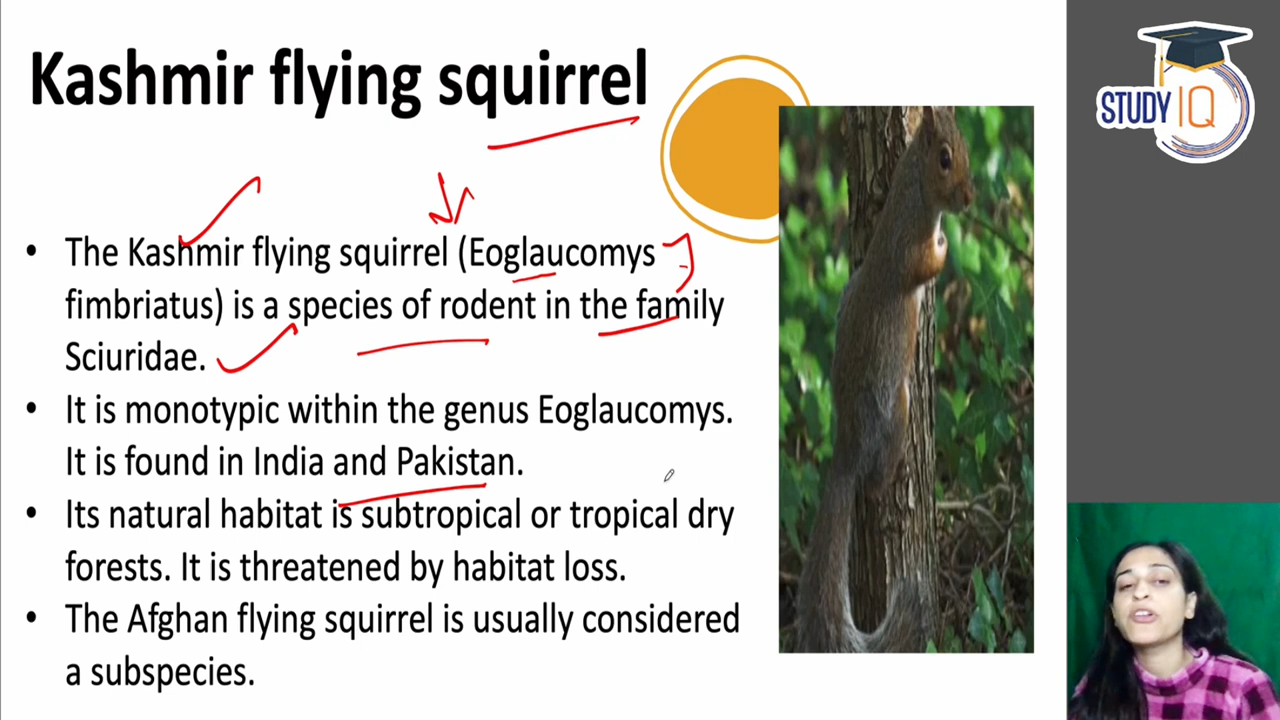 Kashmir flying squirrel
• The Kashmir flying squirrel (Eoglaucomys
fimbriatus) is a species of rodent in the family
Sciuridae.
• It is monotypic within the genus Eoglaucomys.
It is found in India and Pakistan.
• Its natural habitat is subtropical or tropical dry
forests. It is threatened by habitat loss.
• The Afghan flying squirrel is usually considered
a subspecies.
STUDY IQ